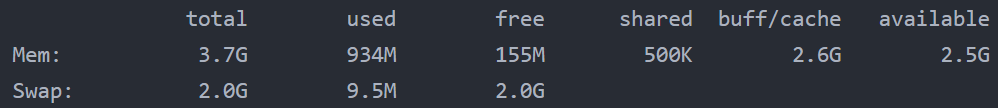 total used free shared buff/cache available
Mem: 3.7G 934M 155M 500K 2.6G 2.5G
Swap: 2.0G 9.5M 2.0G